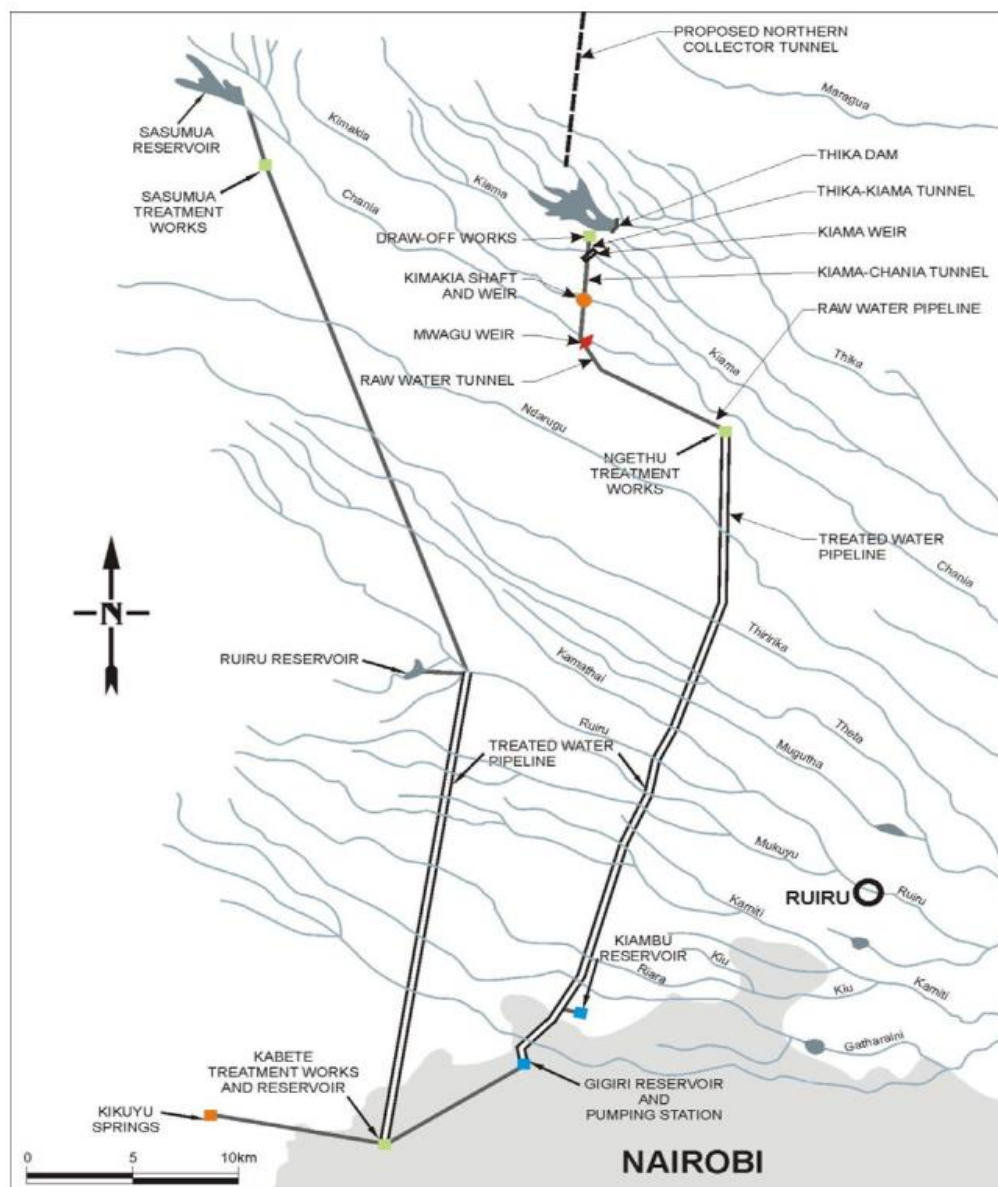 PROPOSED NORTHERN
COLLECTOR TUNNEL
Maragua
SASUMUA
RESERVOIR
Kimakia
THIKA DAM
SASUMUA
TREATMENT
WORKS
Kiama
THIKA-KIAMA TUNNEL
Chania
KIAMA WEIR
DRAW-OFF WORKS
KIMAKIA SHAFT
AND WEIR
KIAMA-CHANIA TUNNEL
RAW WATER PIPELINE
MWAGU WEIR
Kiama
Thika
RAW WATER TUNNEL
Ndarugu
NGETHU
TREATMENT
WORKS
TREATED WATER
PIPELINE
Chania
N
Thiririka
RUIRU RESERVOIR
Kamathai
Ruiru
Theta
Mugutha
TREATED WATER
PIPELINE
Mukuyu
RUIRU
Ruiru
Kamiti
KIAMBU
RESERVOIR
Kiu
Riara
Kiu
Kamiti
Gatharaini
KABETE
TREATMENT WORKS
AND RESERVOIR
GIGIRI RESERVOIR
AND
PUMPING STATION
KIKUYU
SPRINGS
0 5 10km
NAIROBI